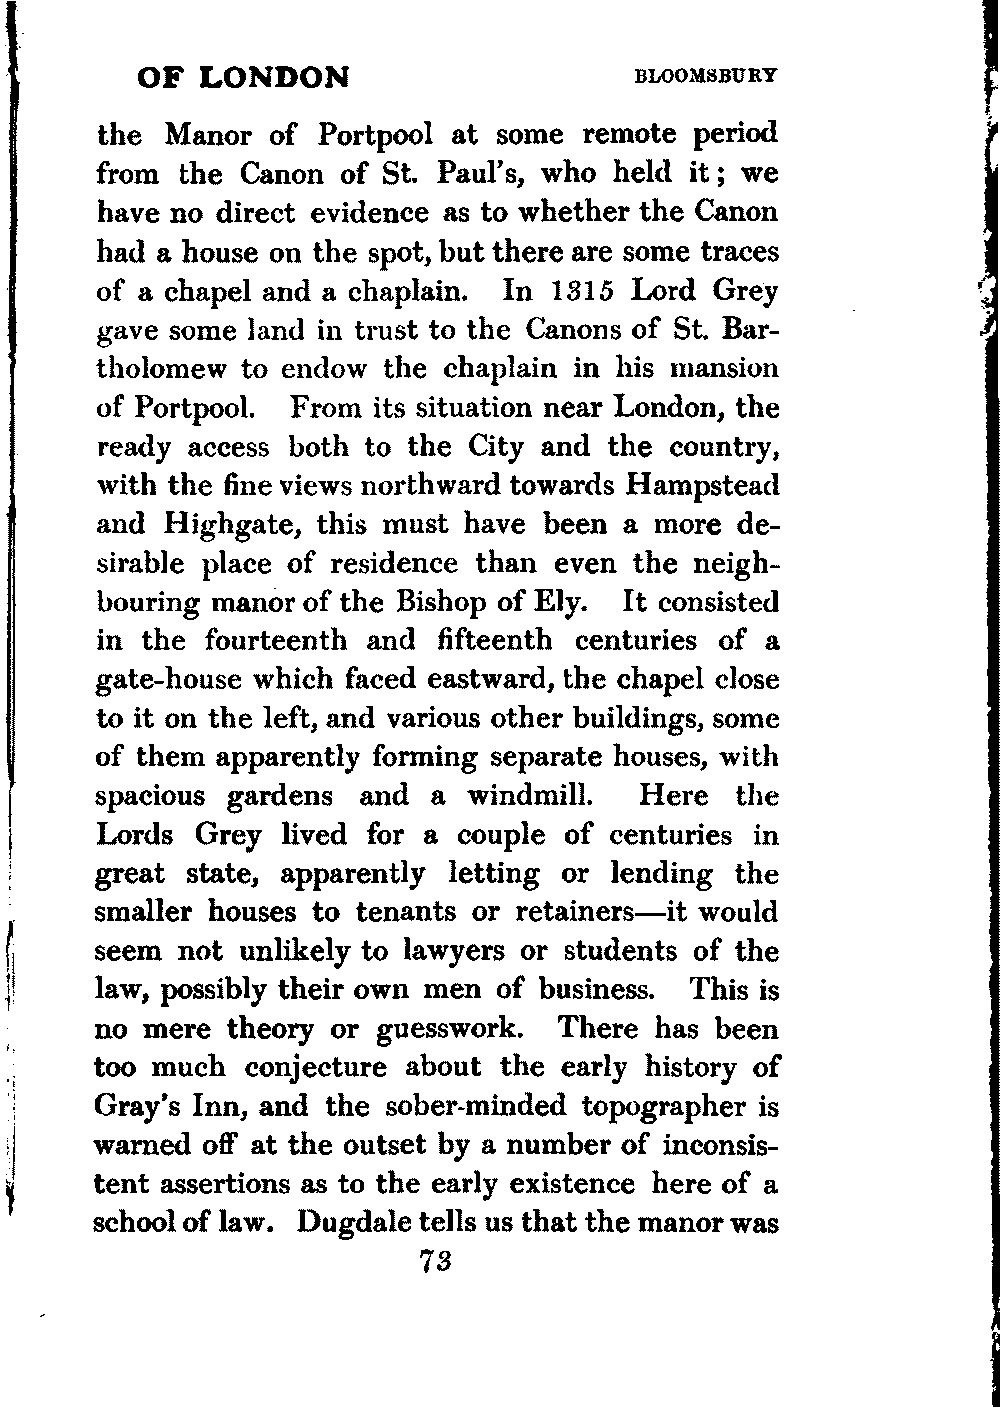 OF LONDON BLOOMSBURY
the Manor of Portpool at some remote period
from the Canon of St. Paul's, who held it; we
have no direct evidence as to whether the Canon
had a house on the spot, but there are some traces
of a chapel and a chaplain. In 1315 Lord Grey
gave some land in trust to the Canons of St. Bar-
tholomew to endow the chaplain in his mansion
of Portpool. From its situation near London, the
ready access both to the City and the country,
with the fine views northward towards Hampstead
and Highgate, this must have been a more de-
sirable place of residence than even the neigh-
bouring manor of the Bishop of Ely. It consisted
in the fourteenth and fifteenth centuries of a
gate-house which faced eastward, the chapel close
to it on the left, and various other buildings, some
of them apparently forming separate houses, with
spacious gardens and a windmill. Here the
Lords Grey lived for a couple of centuries in
great state, apparently letting or lending the
smaller houses to tenants or retainers—it would
seem not unlikely to lawyers or students of the
law, possibly their own men of business. This is
no mere theory or guesswork. There has been
too much conjecture about the early history of
Gray's Inn, and the sober-minded topographer is
warned off at the outset by a number of inconsis-
tent assertions as to the early existence here of a
school of law. Dugdale tells us that the manor was
73